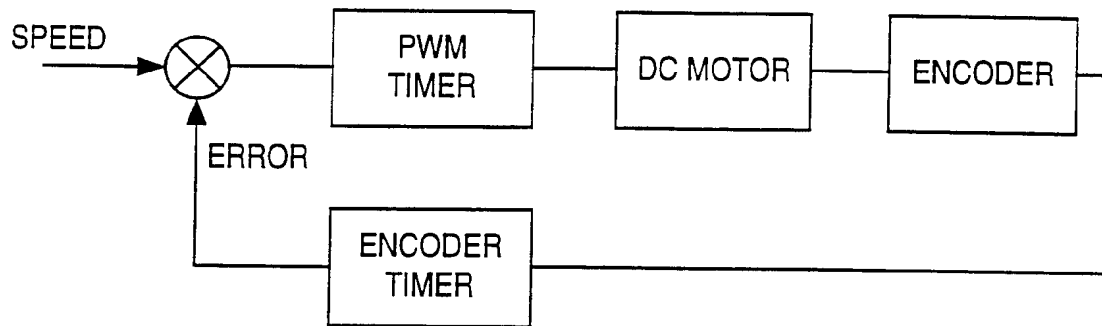 SPEED
PWM
TIMER
DC MOTOR
ENCODER
ERROR
ENCODER
TIMER